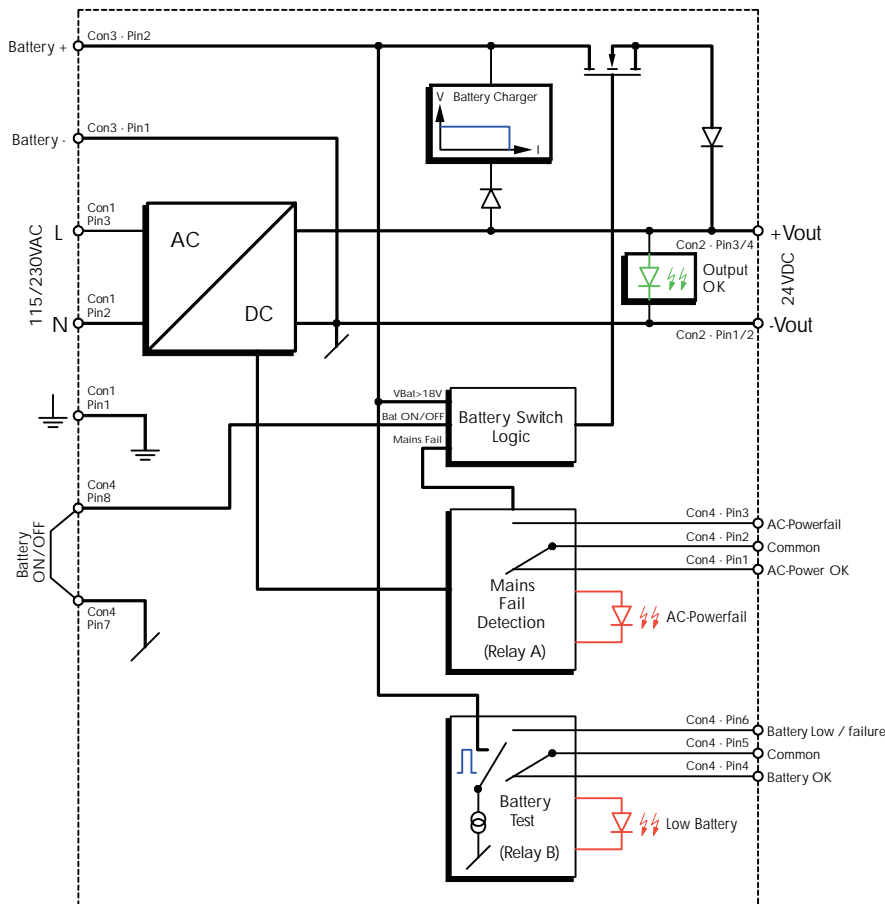 Battery +
Con3 - Pin2
V Battery Charger
I
Battery -
Con3 - Pin1
115/230VAC
L
Con1
Pin3
AC
DC
+Vout
Con2 - Pin3/4
Output
OK
24VDC
N
Con1
Pin2
-Vout
Con2 - Pin1/2
Con1
Pin1
VBat>18V
Bat ON/OFF
Mains Fail
Battery Switch
Logic
Con4
Pin8
Battery
ON/OFF
Con4
Pin7
Con4 - Pin3
AC-Powerfail
Con4 - Pin2
Common
Con4 - Pin1
AC-Power OK
Mains
Fail
Detection
(Relay A)
AC-Powerfail
Con4 - Pin6
Battery Low / failure
Con4 - Pin5
Common
Con4 - Pin4
Battery OK
Battery
Test
(Relay B)
Low Battery